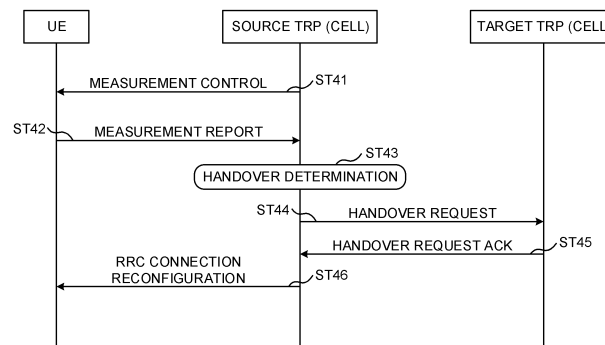 UE
SOURCE TRP (CELL)
TARGET TRP (CELL
MEASUREMENT CONTROL
ST41
ST42
MEASUREMENT REPORT
ST43
HANDOVER DETERMINATION
ST44
HANDOVER REQUEST
HANDOVER REQUEST ACK
ST45
RRC CONNECTION
RECONFIGURATION
ST46